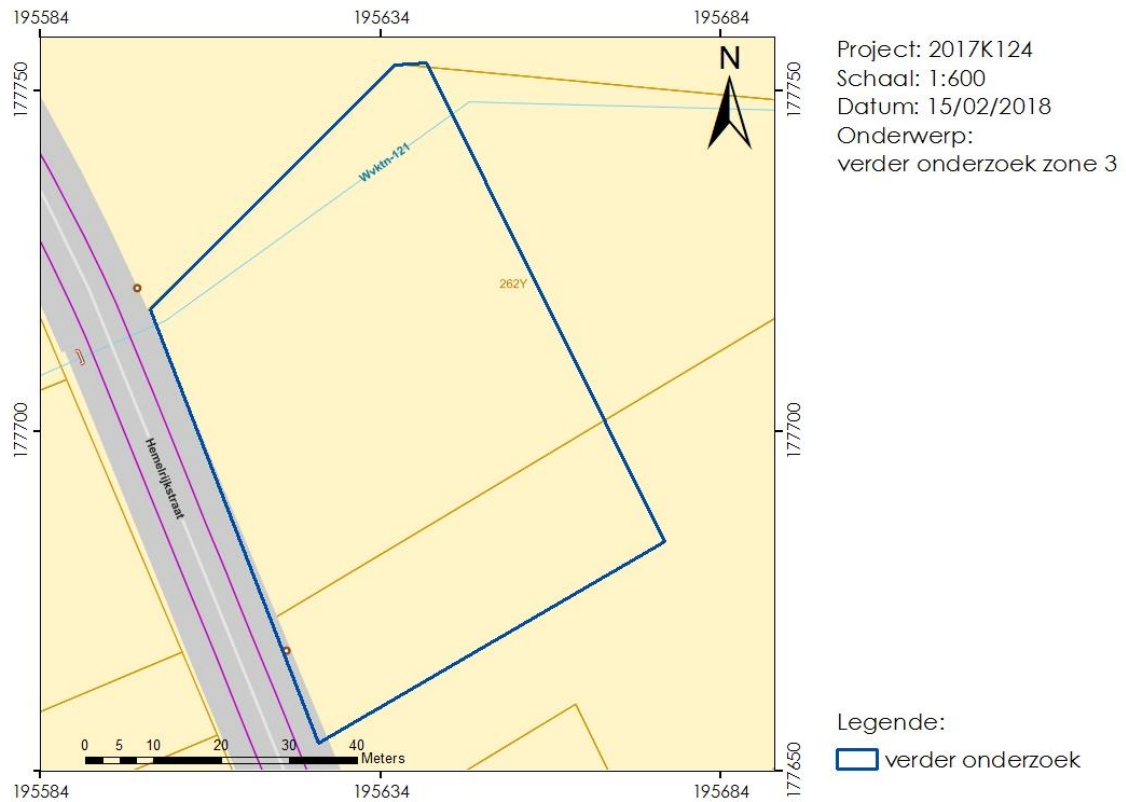 195584
195634
195684
177750
177750
N
Project: 2017K124
Schaal: 1:600
Datum: 15/02/2018
Onderwerp:
verder onderzoek zone 3
Wvktn-121
262Y
177700
177700
Hemelrijkstraat
0 5 10 20 30 40
Meters
177650
195584
195634
195684
Legende:
verder onderzoek